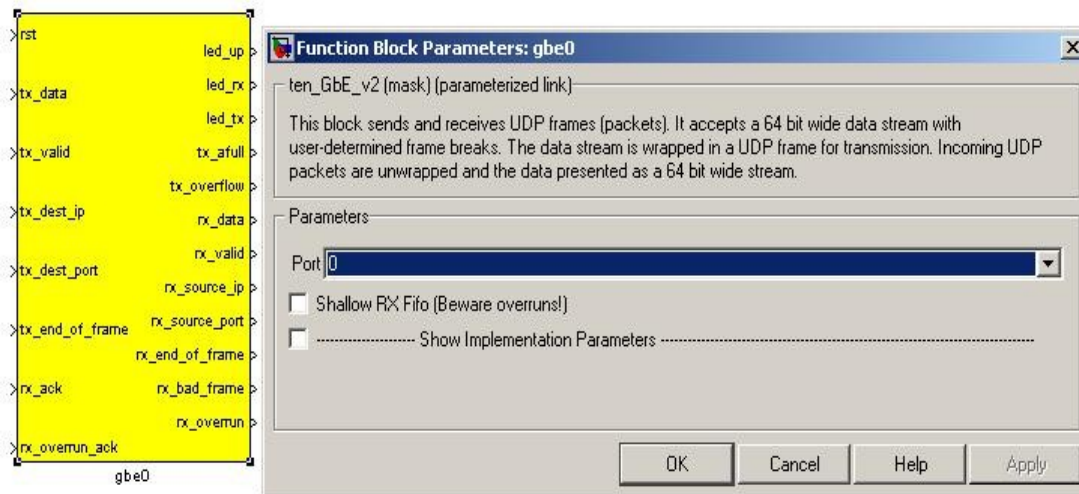 rst
tx_data
tx_valid
tx_dest_ip
tx_dest_port
tx_end_of_frame
rx_ack
rx_overrun_ack
led_up
led_rx
led_tx
tx_afull
tx_overflow
rx_data
rx_valid
rx_source_ip
rx_source_port
rx_end_of_frame
rx_bad_frame
rx_overrun
gbe0
Function Block Parameters: gbe0
ten_GbE_v2 (mask) (parameterized link)
This block sends and receives UDP frames (packets). It accepts a 64 bit wide data stream with
user-determined frame breaks. The data stream is wrapped in a UDP frame for transmission. Incoming UDP
packets are unwrapped and the data presented as a 64 bit wide stream.
Parameters
Port 0
Shallow RX Fifo (Beware overruns!)
-------------------- Show Implementation Parameters --------------------
OK Cancel Help Apply